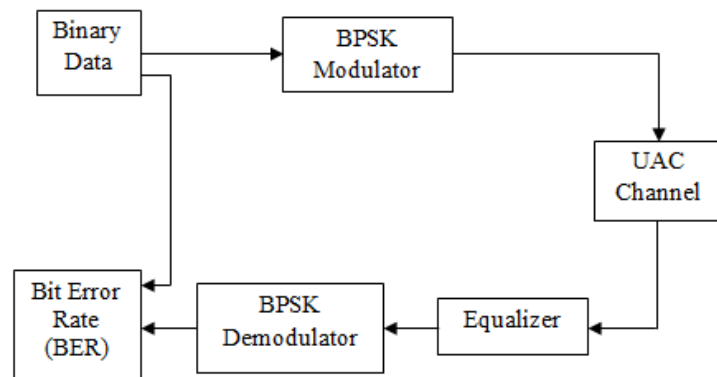 Binary
Data
BPSK
Modulator
UAC
Channel
Equalizer
BPSK
Demodulator
Bit Error
Rate
(BER)